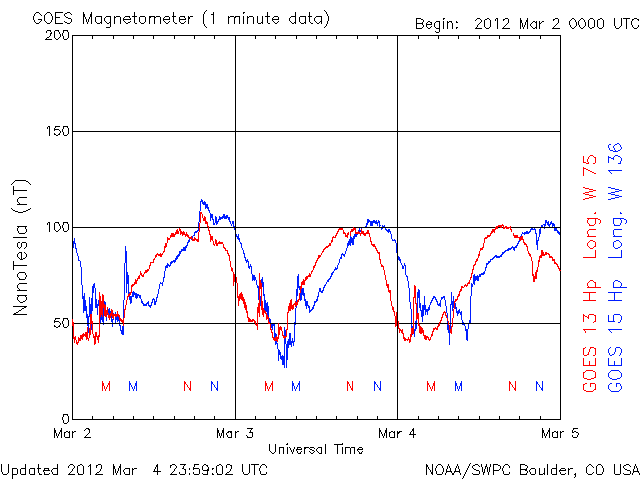 GOES Magnetometer (1 minute data)
Begin: 2012 Mar 2 0000 UTC
200
150
100
50
0
NanoTesla (nT)
M M N N M M N N M M N N
Mar 2 Mar 3 Mar 4 Mar 5
Universal Time
GOES 13 Hp Long. W 75
GOES 15 Hp Long. W 136
Updated 2012 Mar 4 23:59:02 UTC
NOAA/SWPC Boulder, CO USA